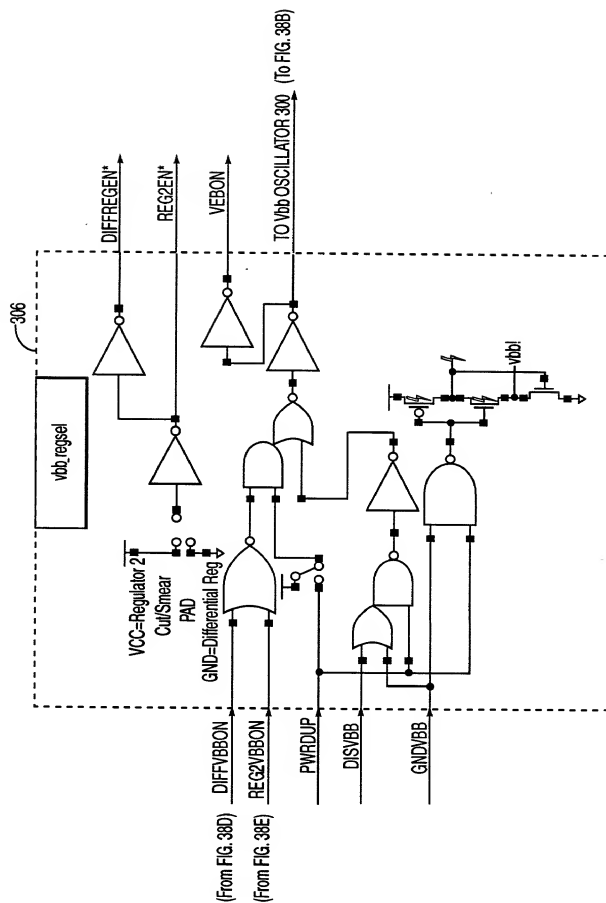 306
vbb_regsel
DIFFREGEN*
REG2EN*
VEBON
TO Vbb OSCILLATOR 300 (To FIG. 38B)
VCC=Regulator 2
Cut/Smear
PAD
GND=Differential Reg
(From FIG. 38D) DIFFVBBON
(From FIG. 38E) REG2VBBON
PWRDUP
DISVBB
GNDVBB
vbb!